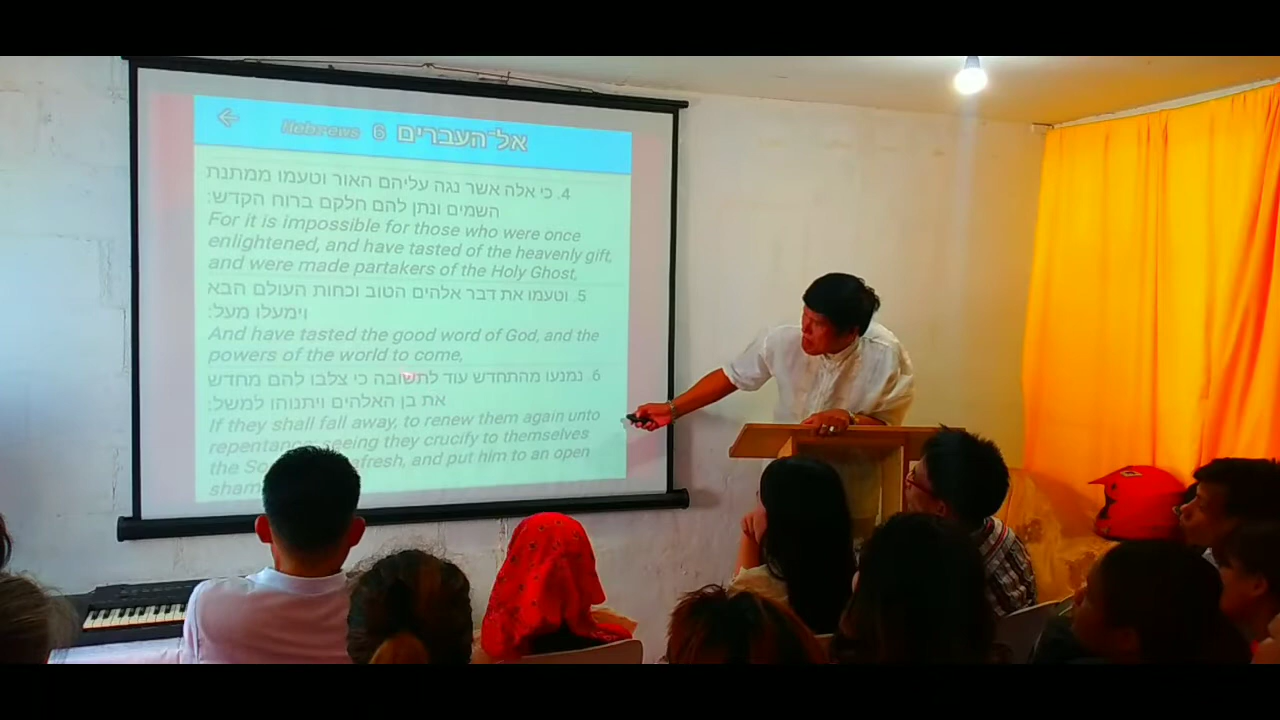 Hebrews 6 אל־העברים
4. כי אלה אשר נגה עליהם האור וטעמו ממתנת
השמים ונתן להם חלקם ברוח הקדש:
For it is impossible for those who were once
enlightened, and have tasted of the heavenly gift,
and were made partakers of the Holy Ghost,
5. וטעמו את דבר אלהים הטוב וכחות העולם הבא
וימעלו מעל:
And have tasted the good word of God, and the
powers of the world to come,
6. נמנעו מהתחדש עוד לתשובה כי צלבו להם מחדש
את בן האלהים ויתנוהו למשל:
If they shall fall away, to renew them again unto
repentance seeing they crucify to themselves
the afresh, and put him to an open